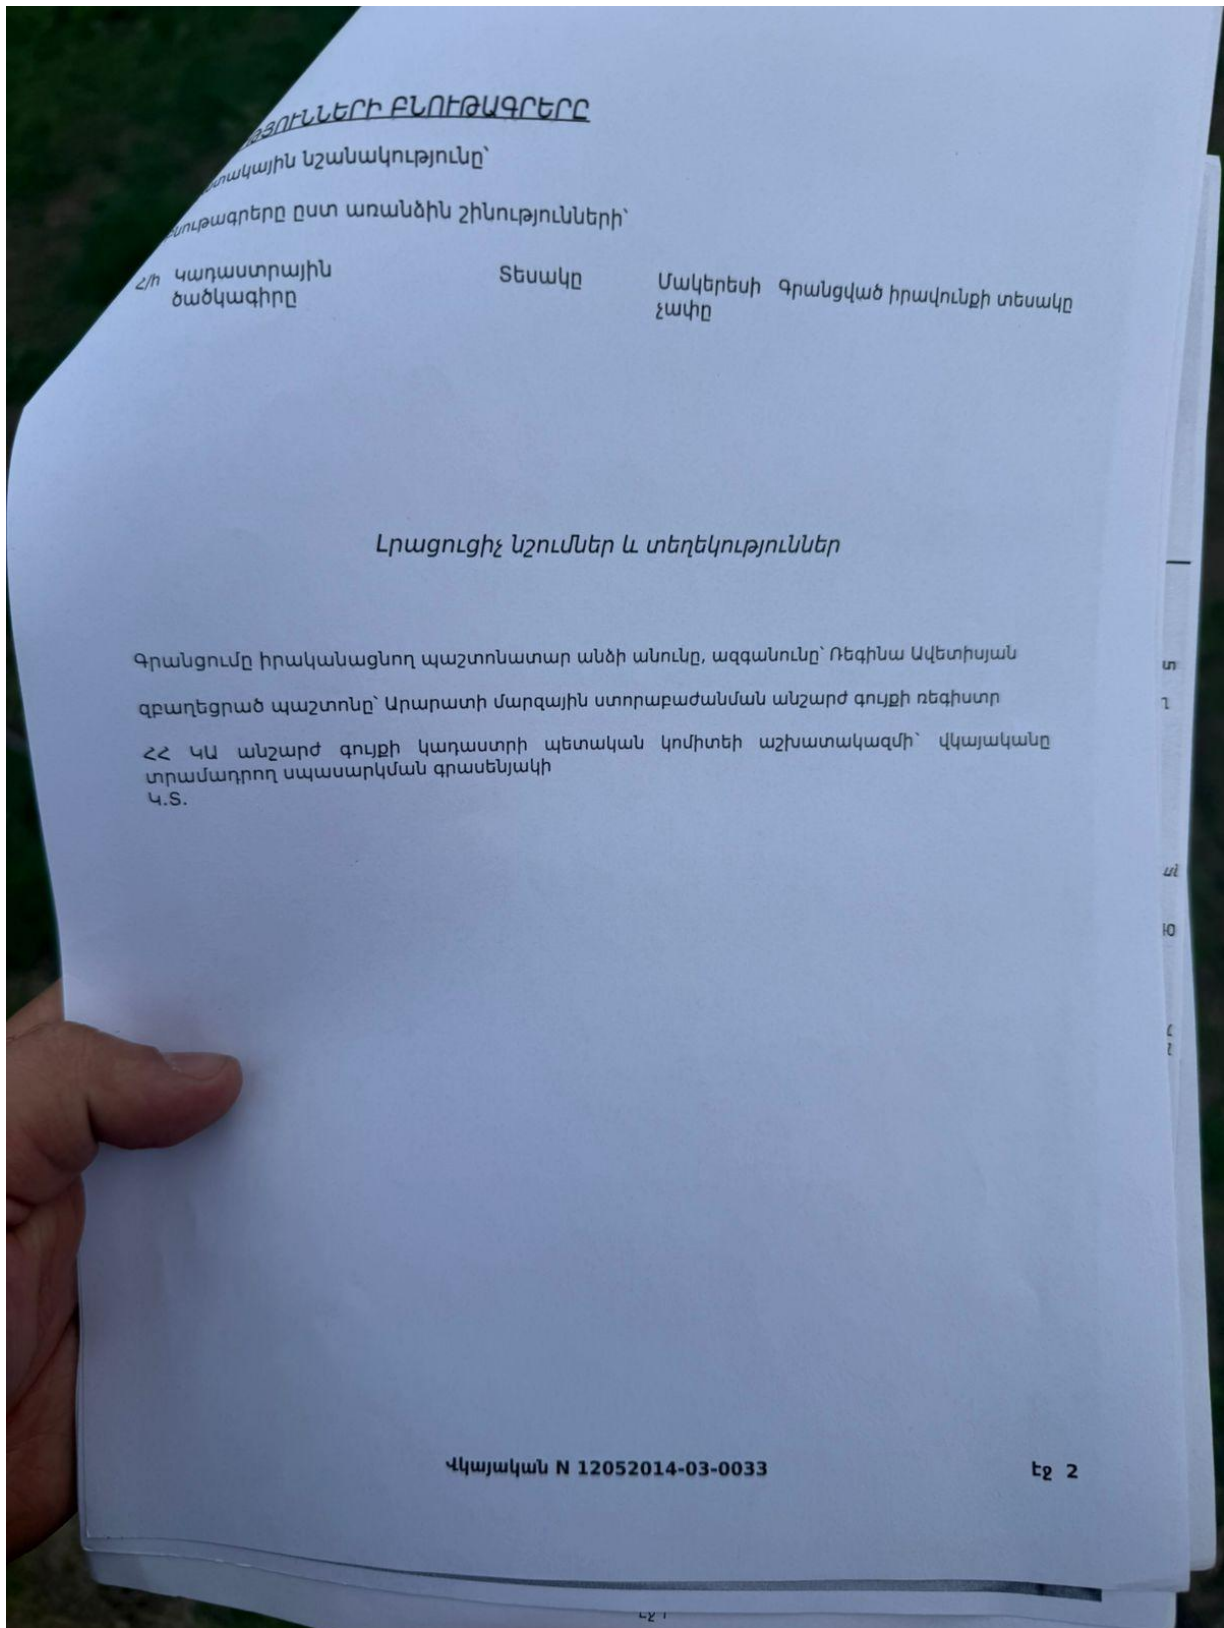 ԲՆՈՒԹԱԳՐԵՐԸ
նշանակությունը՝
ըստ առանձին շինությունների՝
Հ/հ Կադաստրային ծածկագիրը Տեսակը Մակերեսի չափը Գրանցված իրավունքի տեսակը
Լրացուցիչ նշումներ և տեղեկություններ
Գրանցումը իրականացնող պաշտոնատար անձի անունը, ազգանունը՝ Ռեգինա Ավետիսյան
զբաղեցրած պաշտոնը՝ Արարատի մարզային ստորաբաժանման անշարժ գույքի ռեգիստր
ՀՀ ԿԱ անշարժ գույքի կադաստրի պետական կոմիտեի աշխատակազմի՝ վկայականը
տրամադրող սպասարկման գրասենյակի
Կ.Տ.
Վկայական N 12052014-03-0033 Էջ 2